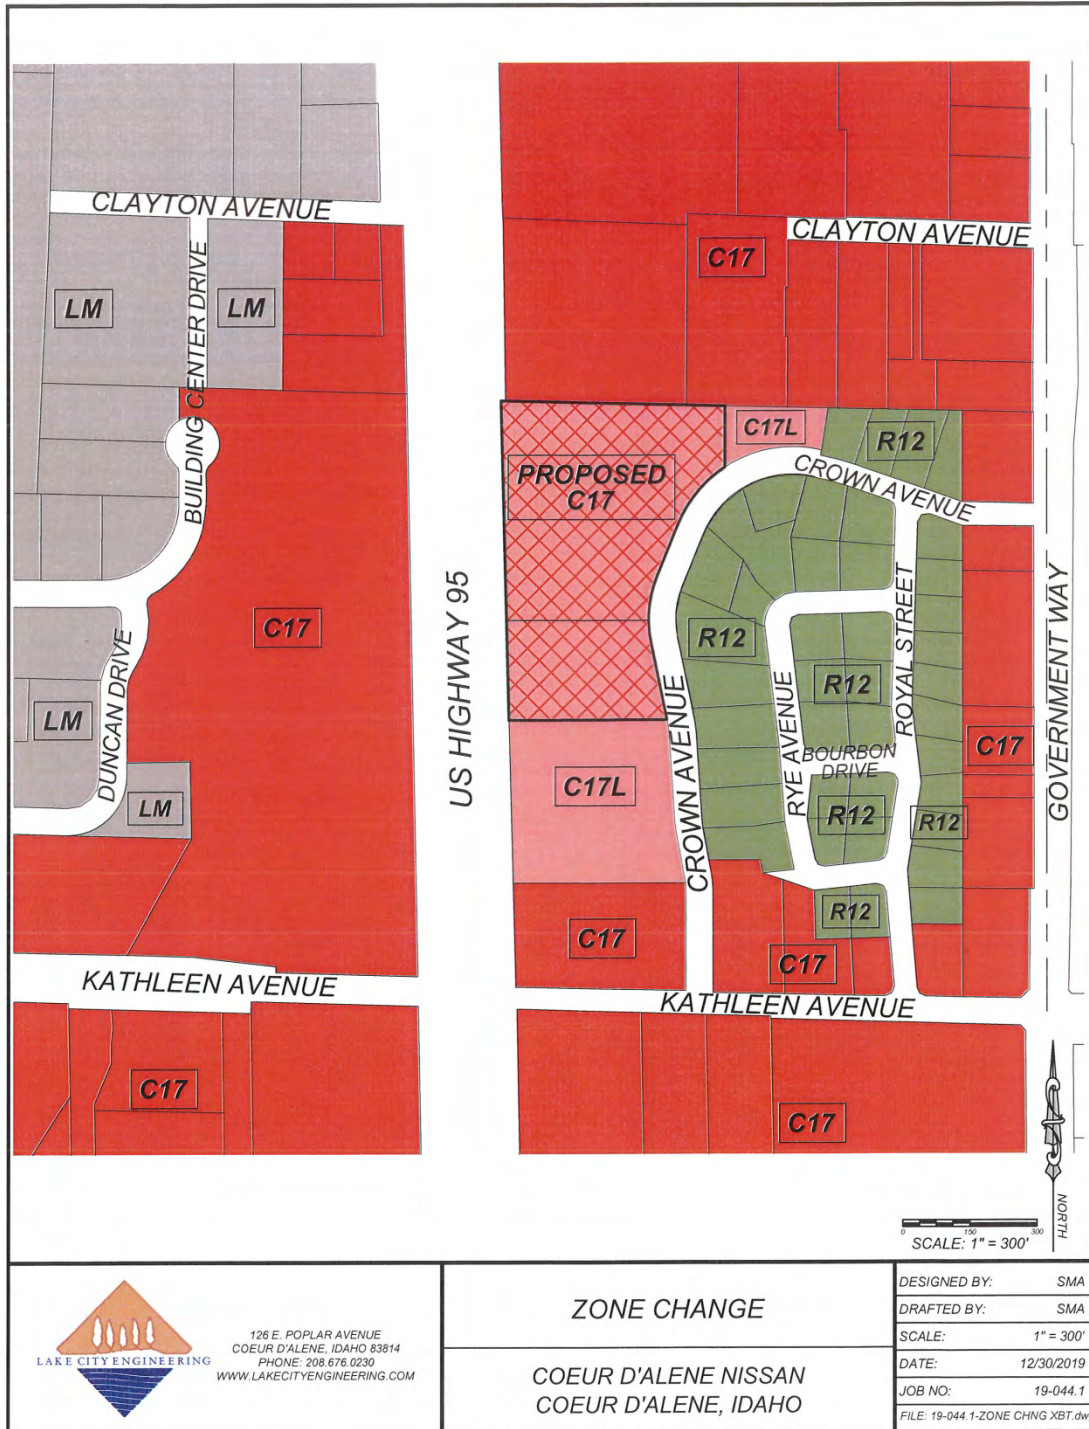 CLAYTON AVENUE
CLAYTON AVENUE
C17
LM
LM
BUILDING CENTER DRIVE
C17L
R12
CROWN AVENUE
PROPOSED
C17
US HIGHWAY 95
C17
R12
ROYAL STREET
GOVERNMENT WAY
DUNCAN DRIVE
LM
R12
RYE AVENUE
BOURBON
DRIVE
C17
C17L
CROWN AVENUE
LM
R12
R12
R12
C17
C17
KATHLEEN AVENUE
KATHLEEN AVENUE
C17
C17
NORTH
0 150 300
SCALE: 1" = 300'
LAKE CITY ENGINEERING
126 E. POPLAR AVENUE
COEUR D'ALENE, IDAHO 83814
PHONE: 208.676.0230
WWW.LAKECITYENGINEERING.COM
ZONE CHANGE
COEUR D'ALENE NISSAN
COEUR D'ALENE, IDAHO
DESIGNED BY: SMA
DRAFTED BY: SMA
SCALE: 1" = 300'
DATE: 12/30/2019
JOB NO: 19-044.1
FILE: 19-044.1-ZONE CHNG XBT.dw